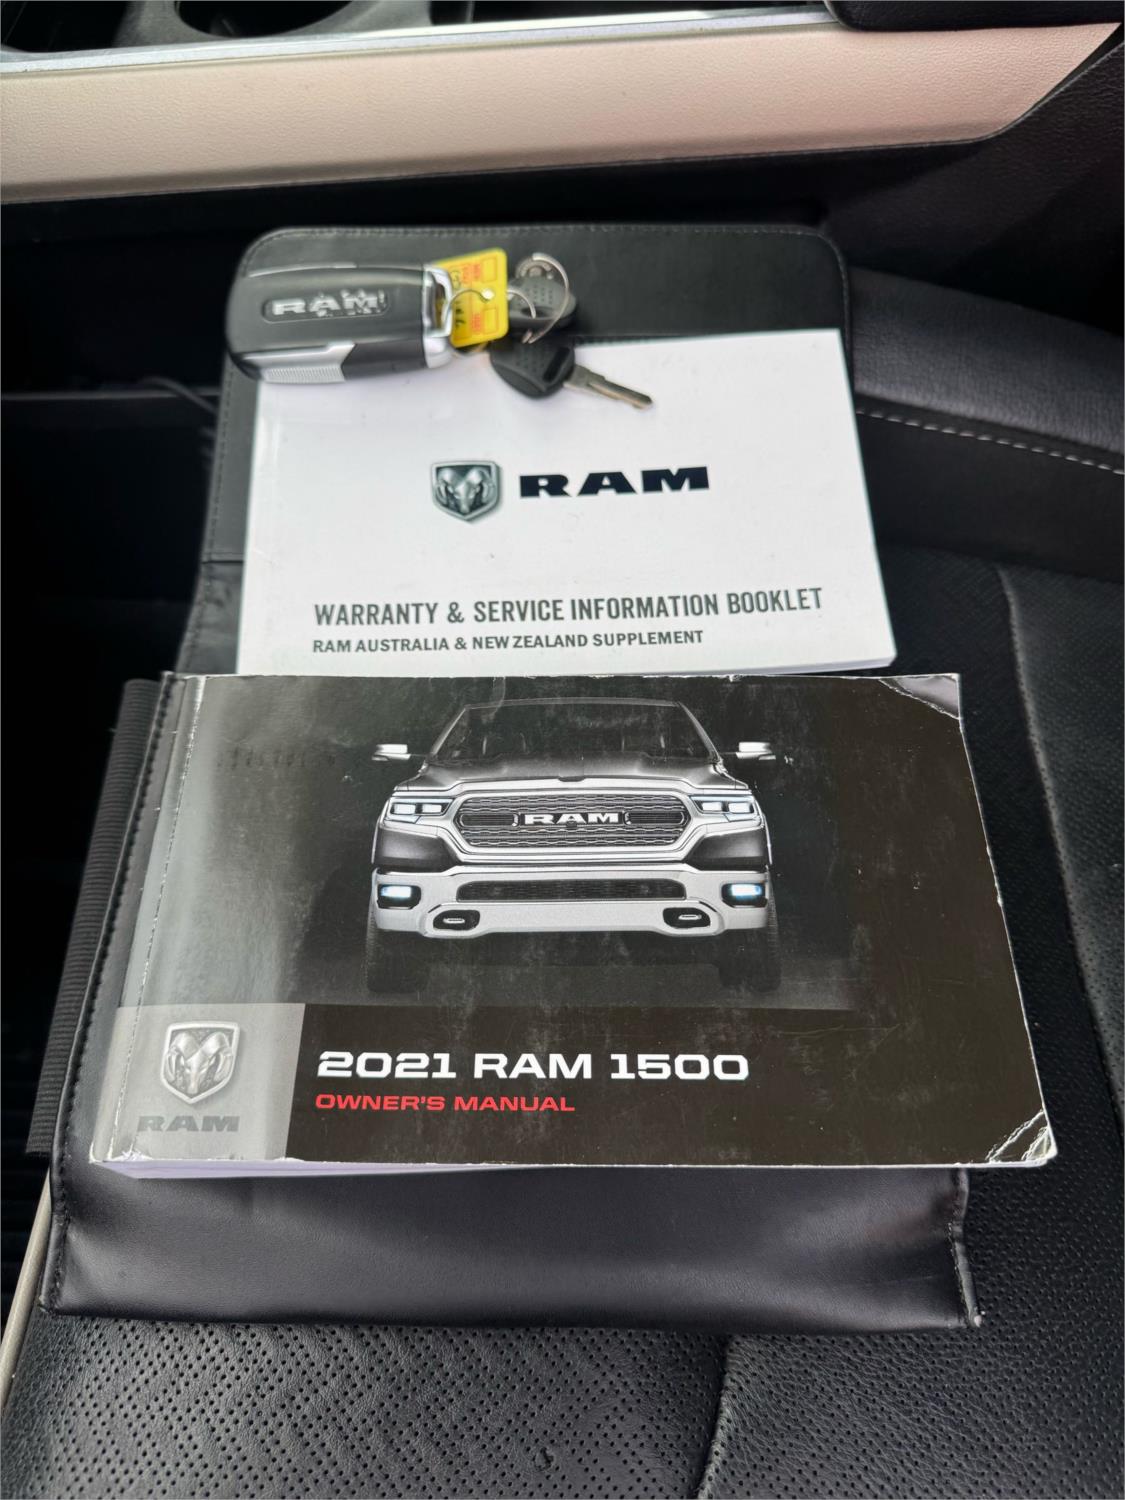 RAM
RAM
WARRANTY & SERVICE INFORMATION BOOKLET
RAM AUSTRALIA & NEW ZEALAND SUPPLEMENT
RAM
2021 RAM 1500
OWNER'S MANUAL
RAM